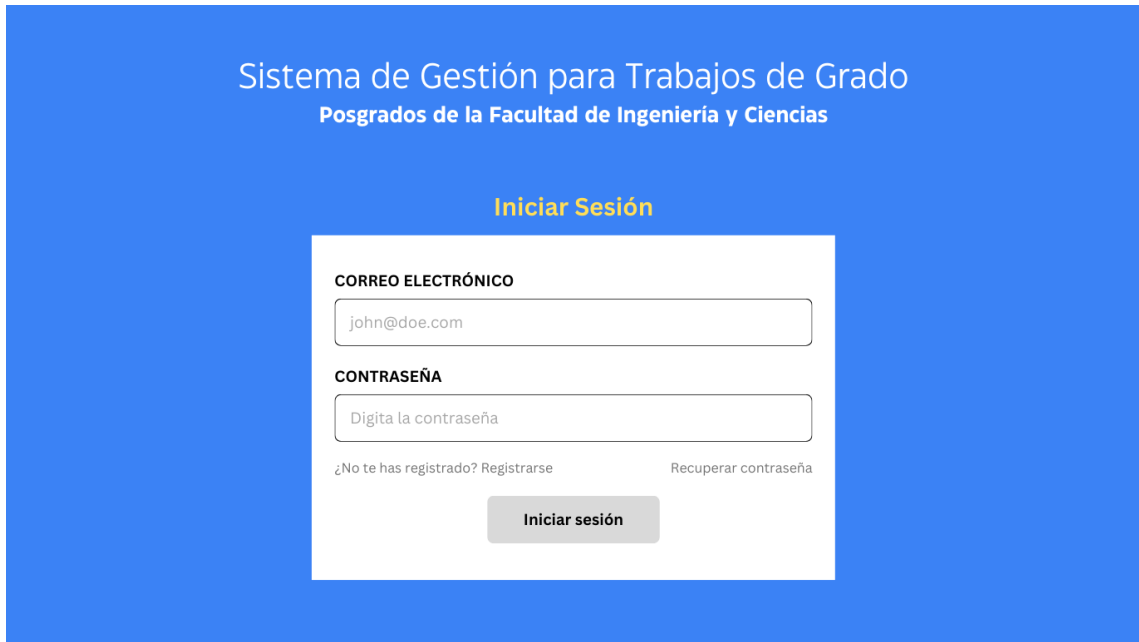 Sistema de Gestión para Trabajos de Grado
Posgrados de la Facultad de Ingeniería y Ciencias
Iniciar Sesión
CORREO ELECTRÓNICO
john@doe.com
CONTRASEÑA
Digita la contraseña
¿No te has registrado? Registrarse
Recuperar contraseña
Iniciar sesión